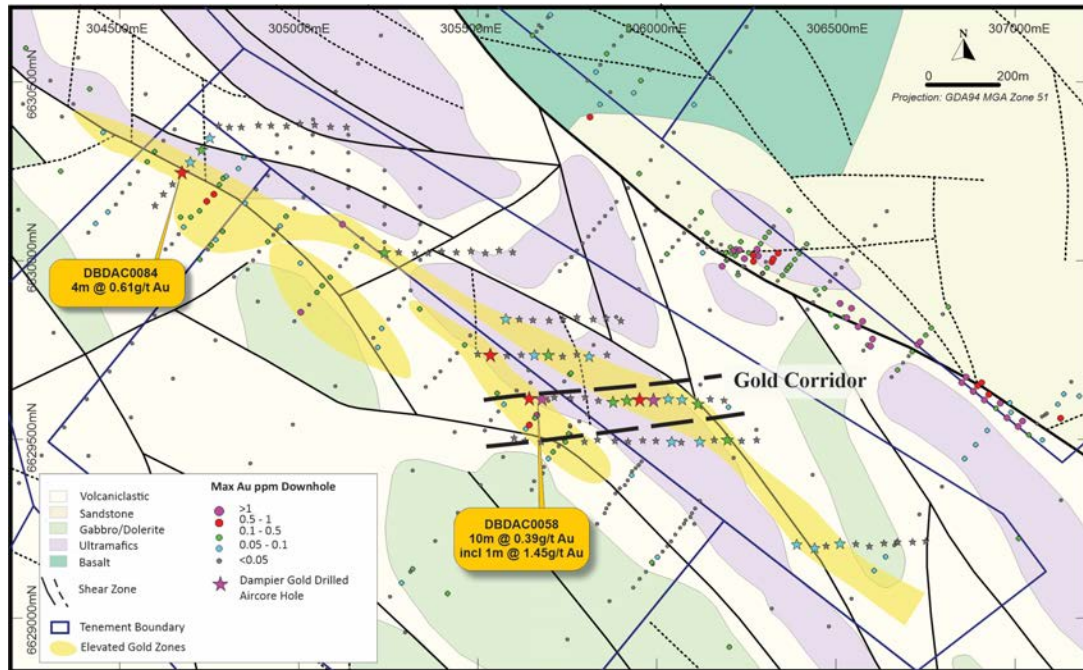 304500mE
305000mE
305500mE
306000mE
306500mE
307000mE
N
0 200m
Projection: GDA94 MGA Zone 51
6630500mN
6630000mN
6629500mN
6629000mN
DBDAC0084
4m @ 0.61g/t Au
Gold Corridor
DBDAC0058
10m @ 0.39g/t Au
incl 1m @ 1.45g/t Au
Volcaniclastic
Sandstone
Gabbro/Dolerite
Ultramafics
Basalt
Shear Zone
Tenement Boundary
Elevated Gold Zones
Max Au ppm Downhole
>1
0.5 - 1
0.1 - 0.5
0.05 - 0.1
<0.05
Dampier Gold Drilled
Aircore Hole